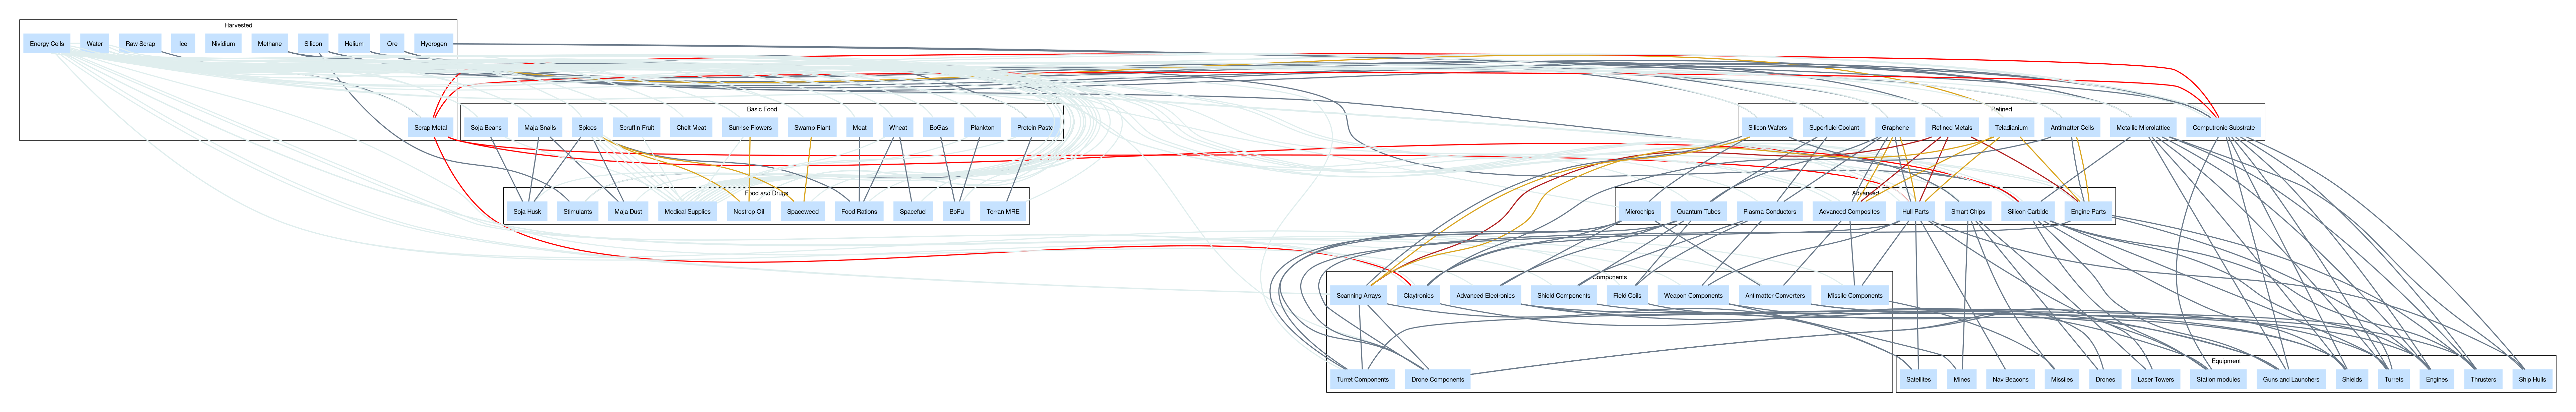 Harvested
Energy Cells
Water
Raw Scrap
Ice
Nividium
Methane
Silicon
Helium
Ore
Hydrogen
Basic Food
Refined
Scrap Metal
Soja Beans
Maja Snails
Spices
Scruffin Fruit
Chelt Meat
Sunrise Flowers
Swamp Plant
Meat
Wheat
BoGas
Plankton
Protein Paste
Silicon Wafers
Superfluid Coolant
Graphene
Refined Metals
Teladianium
Antimatter Cells
Metallic Microlattice
Computronic Substrate
Food and Drugs
Advanced
Soja Husk
Stimulants
Maja Dust
Medical Supplies
Nostrop Oil
Spaceweed
Food Rations
Spacefuel
BoFu
Terran MRE
Microchips
Quantum Tubes
Plasma Conductors
Advanced Composites
Hull Parts
Smart Chips
Silicon Carbide
Engine Parts
Components
Scanning Arrays
Claytronics
Advanced Electronics
Shield Components
Field Coils
Weapon Components
Antimatter Converters
Missile Components
Equipment
Turret Components
Drone Components
Satellites
Mines
Nav Beacons
Missiles
Drones
Laser Towers
Station modules
Guns and Launchers
Shields
Turrets
Engines
Thrusters
Ship Hulls